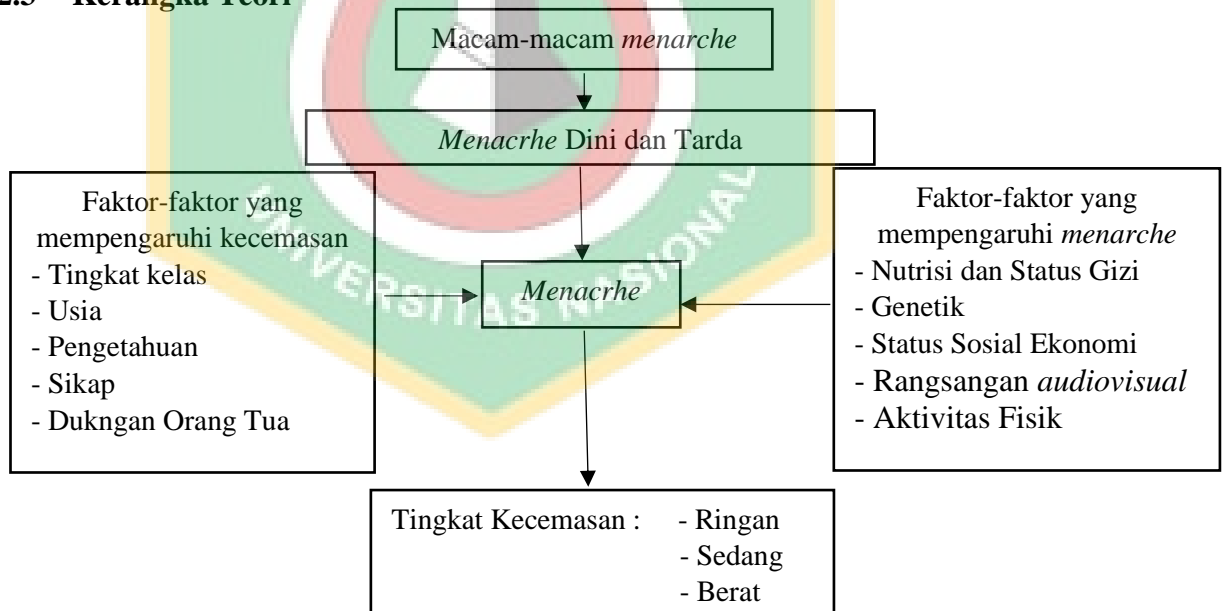 Kerangka Teori
Macam-macam menarche
Menacrhe Dini dan Tarda
Faktor-faktor yang
mempengaruhi kecemasan
- Tingkat kelas
- Usia
- Pengetahuan
- Sikap
- Dukngan Orang Tua
Menacrhe
Faktor-faktor yang
mempengaruhi menarche
- Nutrisi dan Status Gizi
- Genetik
- Status Sosial Ekonomi
- Rangsangan audiovisual
- Aktivitas Fisik
UNIVERSITAS NASIONAL
Tingkat Kecemasan : - Ringan
- Sedang
- Berat